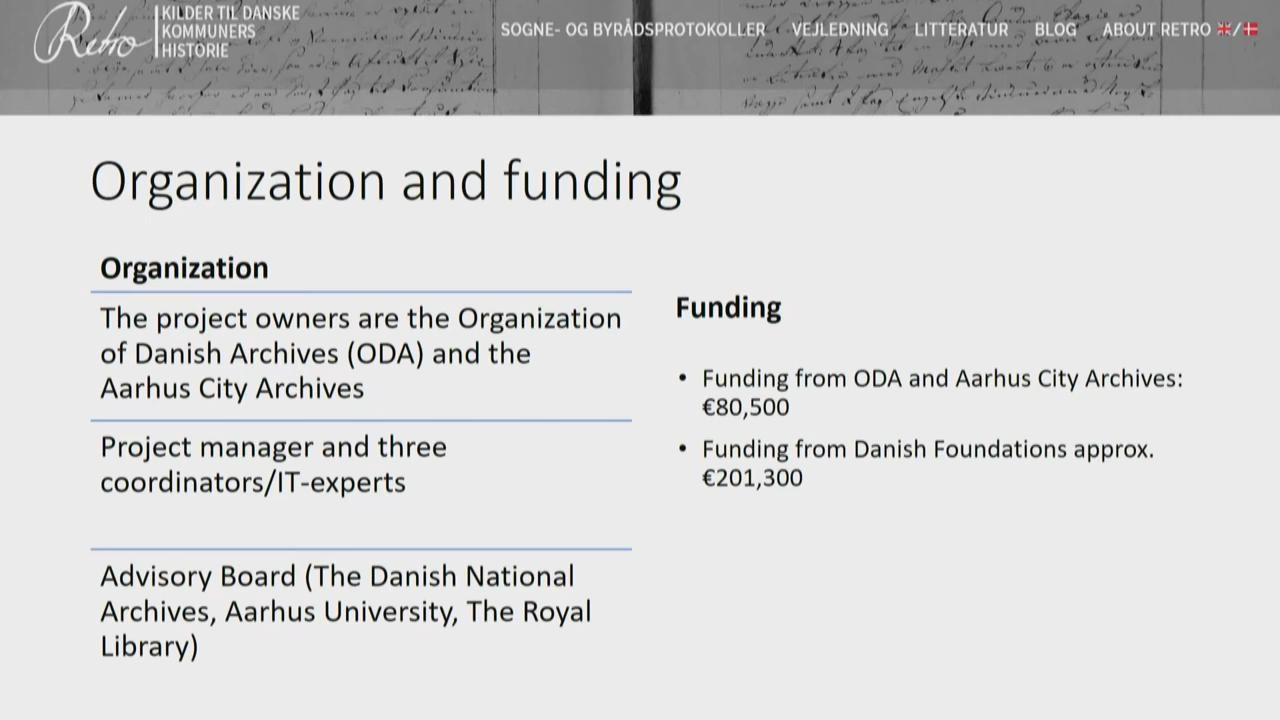 Retro
KILDER TIL DANSKE
KOMMUNERS
HISTORIE
SOGNE- OG BYRÅDSPROTOKOLLER VEJLEDNING LITTERATUR BLOG ABOUT RETRO /
Organization and funding
Organization
The project owners are the Organization
of Danish Archives (ODA) and the
Aarhus City Archives
Project manager and three
coordinators/IT-experts
Advisory Board (The Danish National
Archives, Aarhus University, The Royal
Library)
Funding
• Funding from ODA and Aarhus City Archives:
€80,500
• Funding from Danish Foundations approx.
€201,300